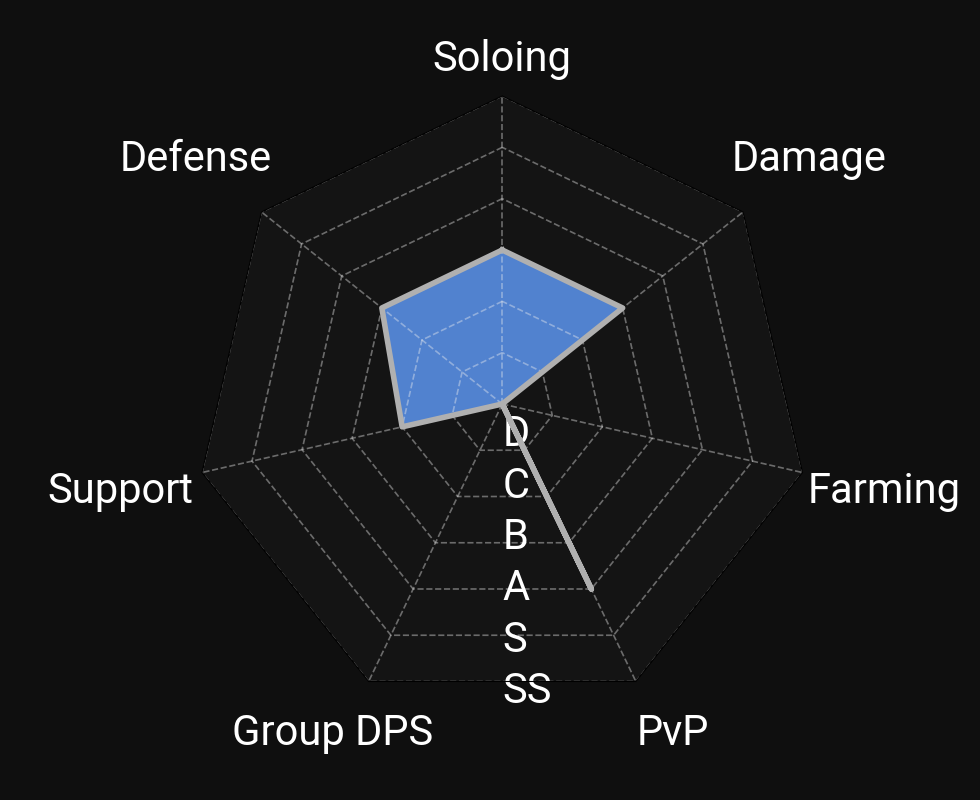 Soloing
Defense
Damage
D
C
Support
Farming
B
A
S
SS
Group DPS
PvP